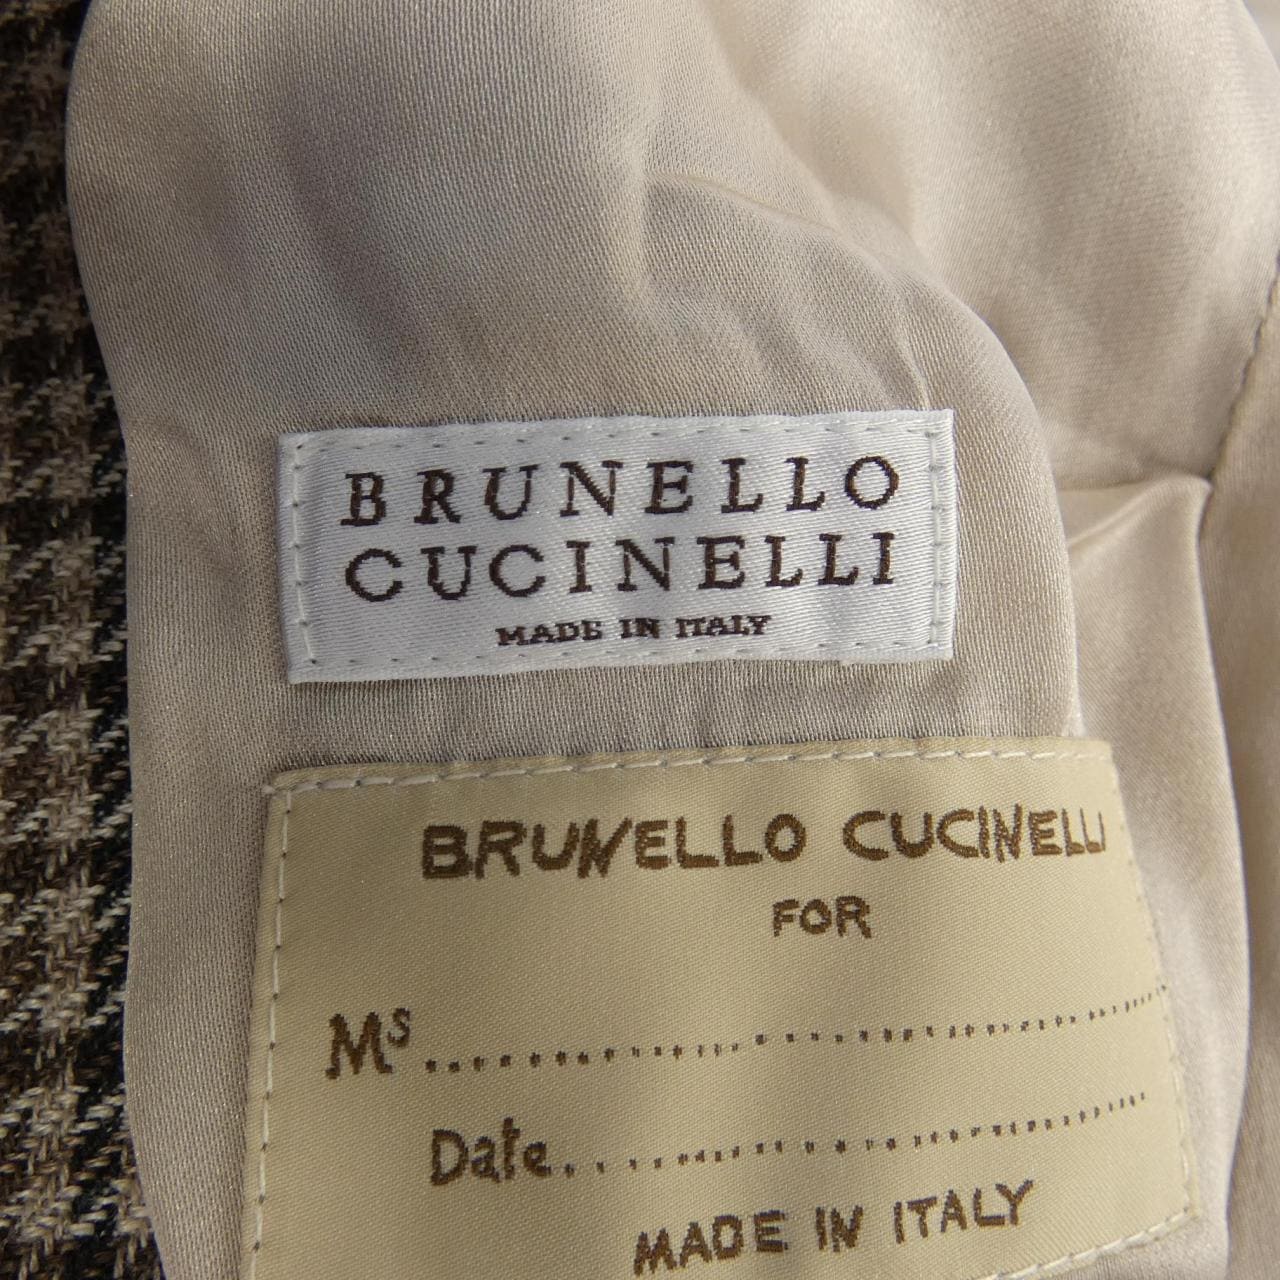 BRUNELLO
CUCINELLI
MADE IN ITALY
BRUNELLO CUCINELLI
FOR
Ms..............................
Date..............................
MADE IN ITALY